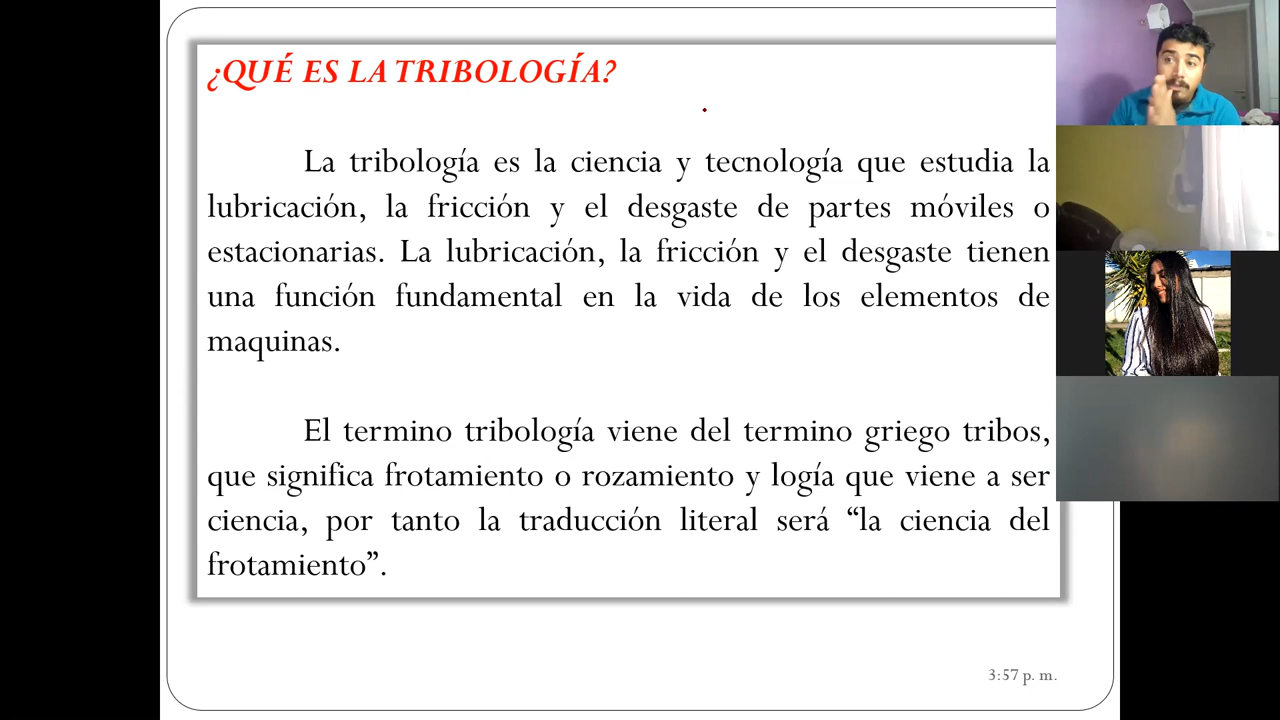 ¿QUÉ ES LA TRIBOLOGÍA?
La tribología es la ciencia y tecnología que estudia la
lubricación, la fricción y el desgaste de partes móviles o
estacionarias. La lubricación, la fricción y el desgaste tienen
una función fundamental en la vida de los elementos de
maquinas.
El termino tribología viene del termino griego tribos,
que significa frotamiento o rozamiento y logía que viene a ser
ciencia, por tanto la traducción literal será “la ciencia del
frotamiento”.
3:57 p. m.